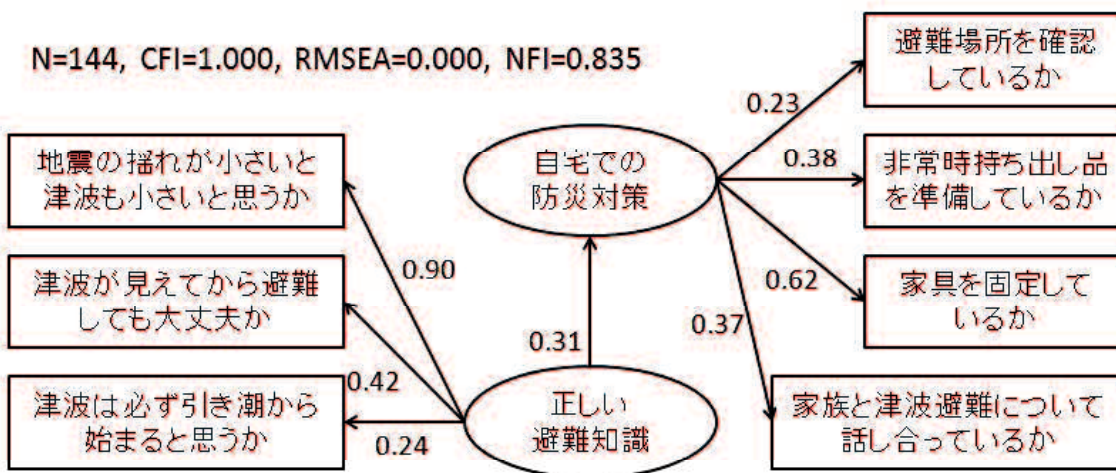 N=144, CFI=1.000, RMSEA=0.000, NFI=0.835
避難場所を確認
しているか
0.23
地震の揺れが小さいと
津波も小さいと思うか
自宅での
防災対策
0.38
非常時持ち出し品
を準備しているか
0.90
津波が見えてから避難
しても大丈夫か
0.62
家具を固定して
いるか
0.37
0.31
0.42
津波は必ず引き潮から
始まると思うか
0.24
正しい
避難知識
家族と津波避難について
話し合っているか